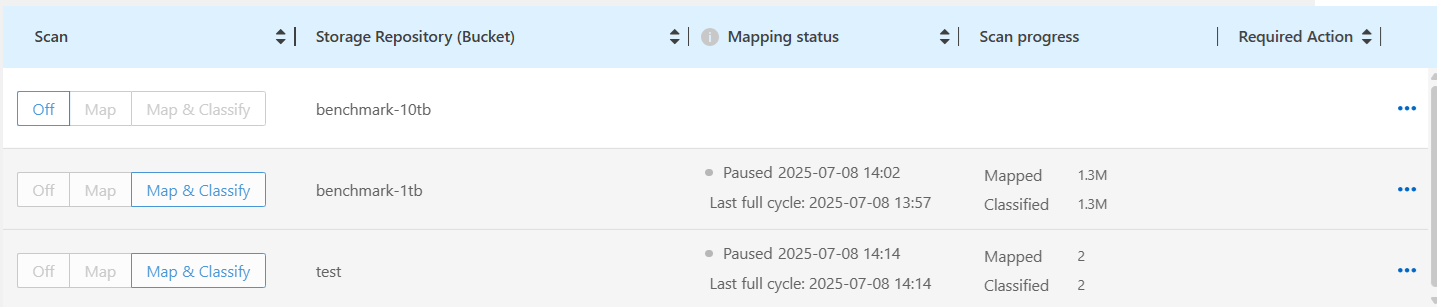 Scan Storage Repository (Bucket) i Mapping status Scan progress Required Action
Off Map Map & Classify benchmark-10tb
Paused 2025-07-08 14:02
Off Map Map & Classify benchmark-1tb Mapped 1.3M
Last full cycle: 2025-07-08 13:57 Classified 1.3M
Paused 2025-07-08 14:14
Off Map Map & Classify test Mapped 2
Last full cycle: 2025-07-08 14:14 Classified 2